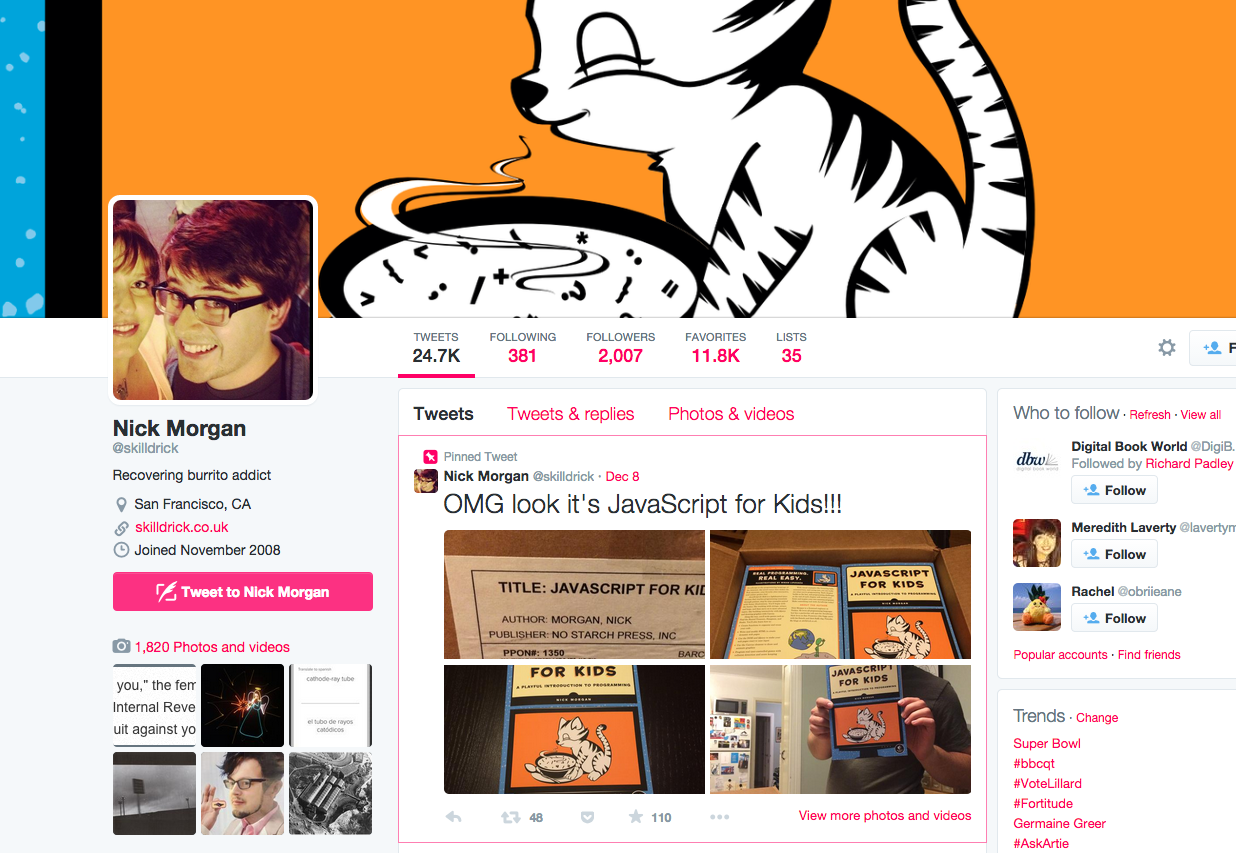 TWEETS
24.7K
FOLLOWING
381
FOLLOWERS
2,007
FAVORITES
11.8K
LISTS
35
F
Nick Morgan
@skilldrick
Recovering burrito addict
San Francisco, CA
skilldrick.co.uk
Joined November 2008
Tweet to Nick Morgan
1,820 Photos and videos
you," the fem
Internal Reve
uit against yo
Translate to spanish
cathode-ray tube
el tubo de rayos
catódicos
Tweets Tweets & replies Photos & videos
Pinned Tweet
Nick Morgan @skilldrick · Dec 8
OMG look it's JavaScript for Kids!!!
TITLE: JAVASCRIPT FOR KID
AUTHOR: MORGAN, NICK
PUBLISHER: NO STARCH PRESS, INC
PPON#: 1350
BARC
REAL PROGRAMMING.
REAL EASY.
JAVASCRIPT
FOR KIDS
A PLAYFUL INTRODUCTION TO PROGRAMMING
NICK MORGAN
FOR KIDS
A PLAYFUL INTRODUCTION TO PROGRAMMING
NICK MORGAN
JAVASCRIPT
FOR KIDS
48
110
View more photos and videos
Who to follow · Refresh · View all
dbw
digital book world
Digital Book World @DigiB.
Followed by Richard Padley
Follow
Meredith Laverty @lavertym
Follow
Rachel @obriieane
Follow
Popular accounts · Find friends
Trends · Change
Super Bowl
#bbcqt
#VoteLillard
#Fortitude
Germaine Greer
#AskArtie